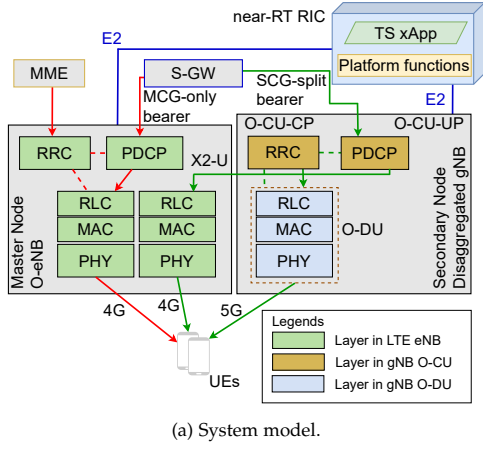 near-RT RIC
TS xApp
Platform functions
E2
E2
MME
S-GW
MCG-only
bearer
SCG-split
bearer
O-CU-CP
O-CU-UP
RRC
PDCP
X2-U
RRC
PDCP
RLC
MAC
PHY
RLC
MAC
PHY
RLC
MAC
PHY
O-DU
Master Node
O-eNB
Secondary Node
Disaggregated gNB
4G
4G
5G
UEs
Legends
Layer in LTE eNB
Layer in gNB O-CU
Layer in gNB O-DU
(a) System model.